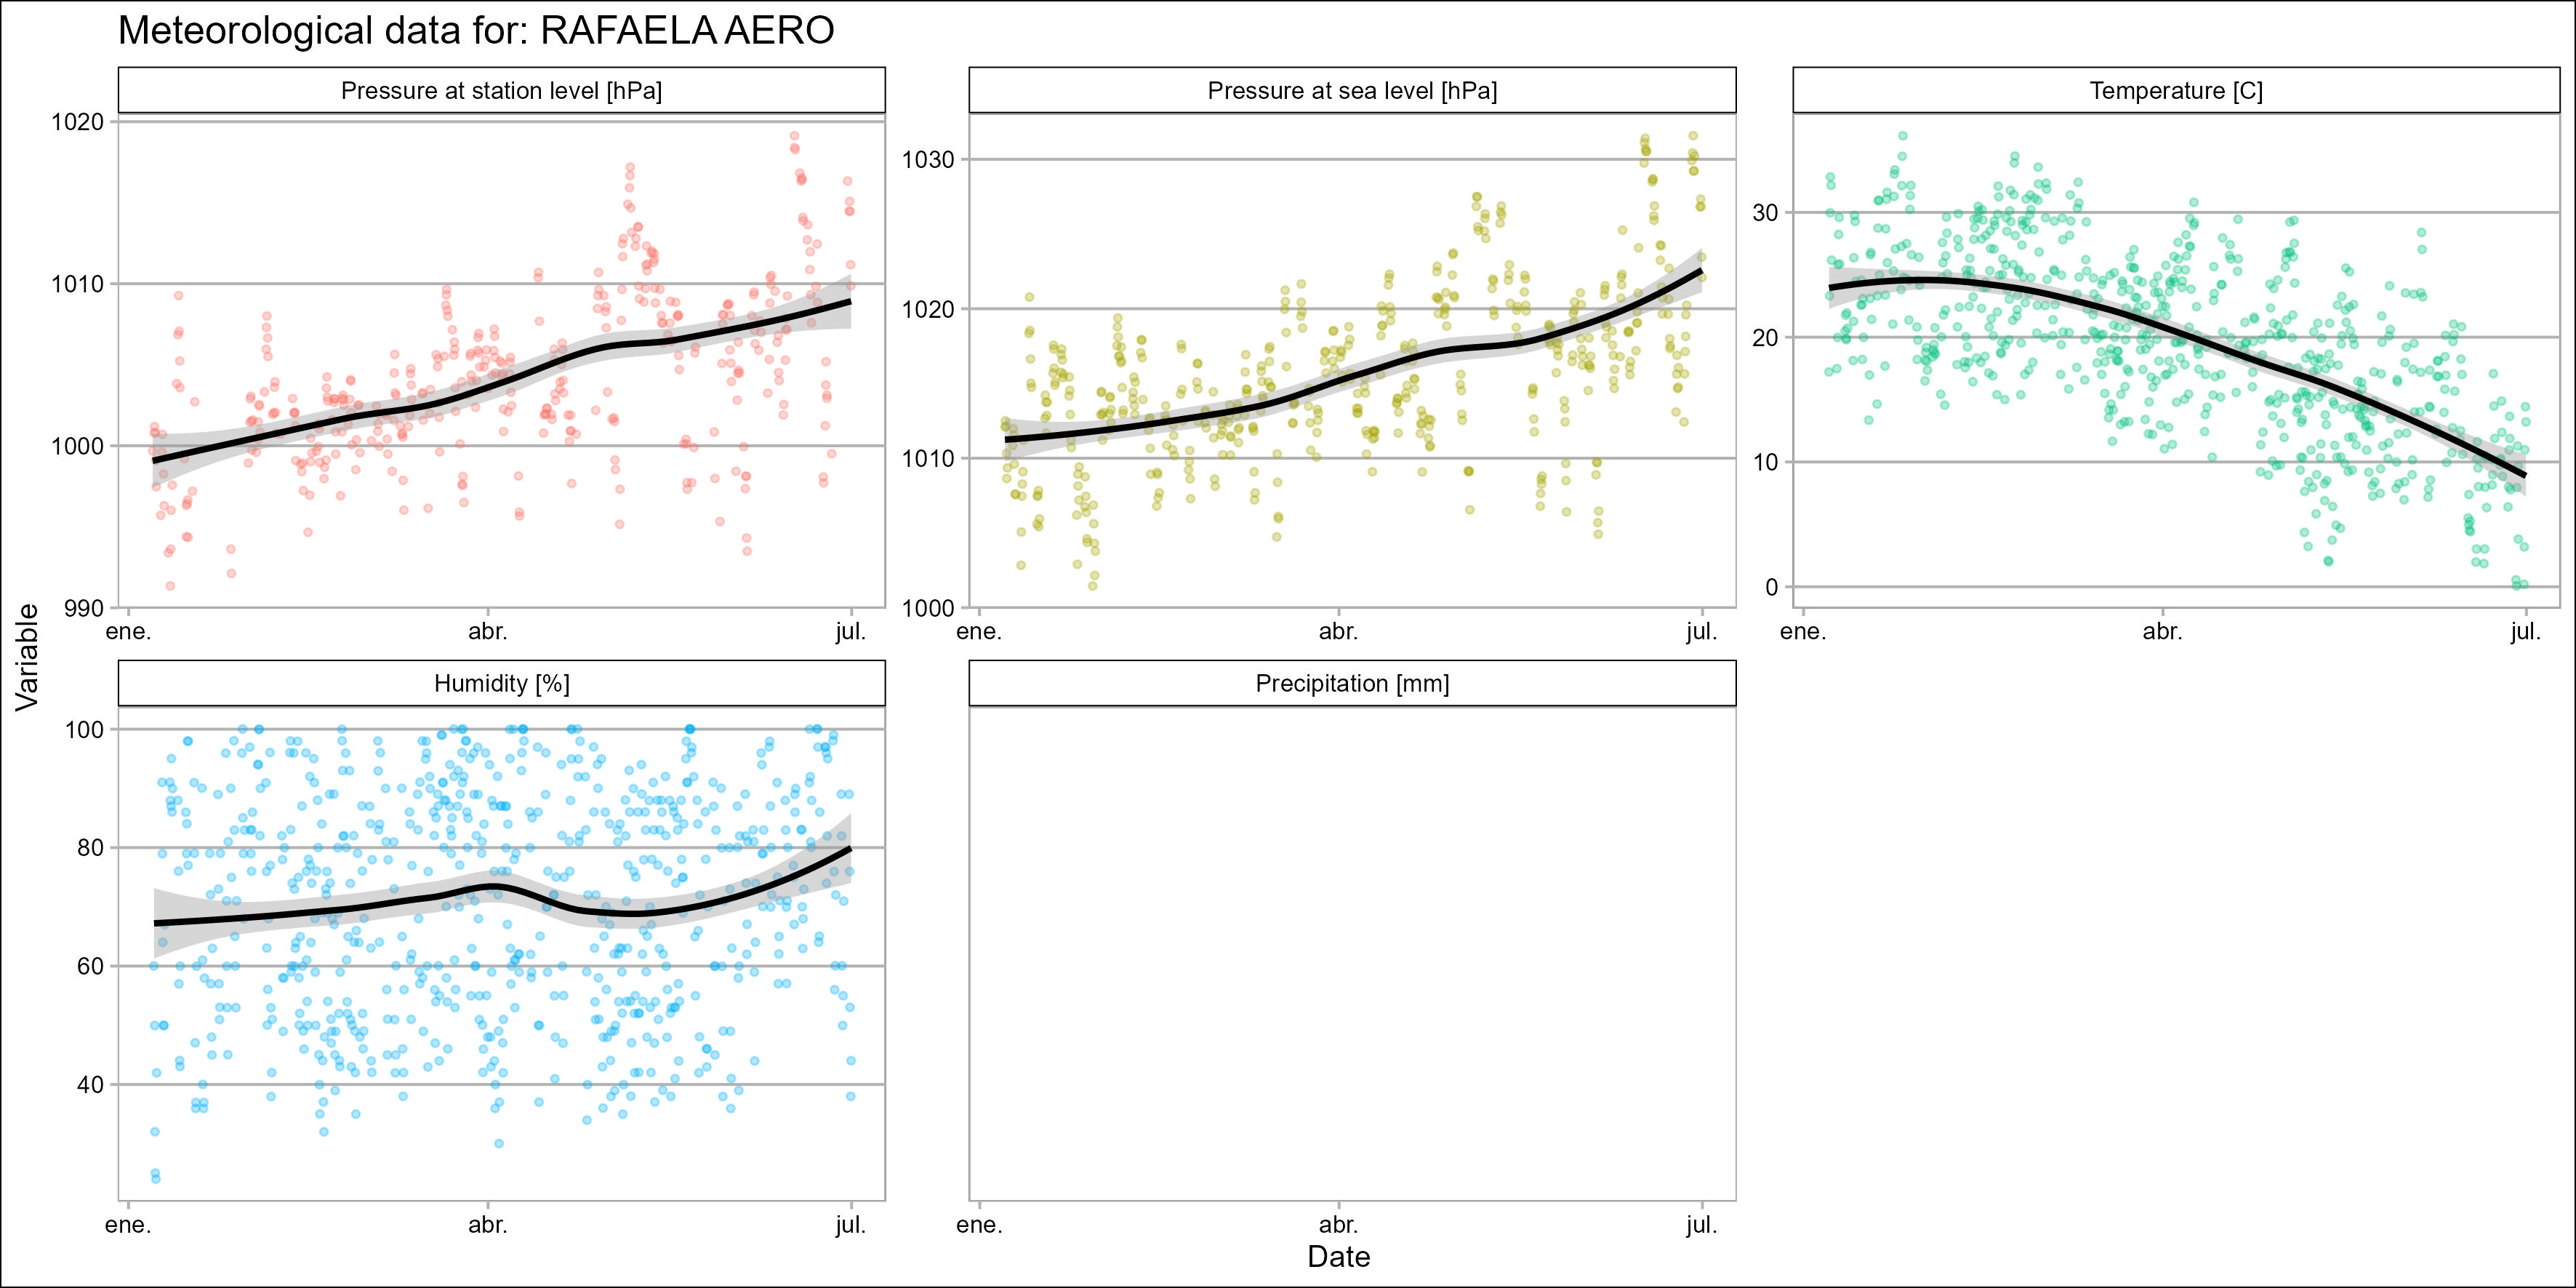 Meteorological data for: RAFAELA AERO
Pressure at station level [hPa]
Pressure at sea level [hPa]
Temperature [C]
1020
1010
1000
990
1030
1020
1010
1000
30
20
10
0
ene. abr. jul.
ene. abr. jul.
ene. abr. jul.
Variable
Humidity [%]
Precipitation [mm]
100
80
60
40
ene. abr. jul.
ene. abr. jul.
Date